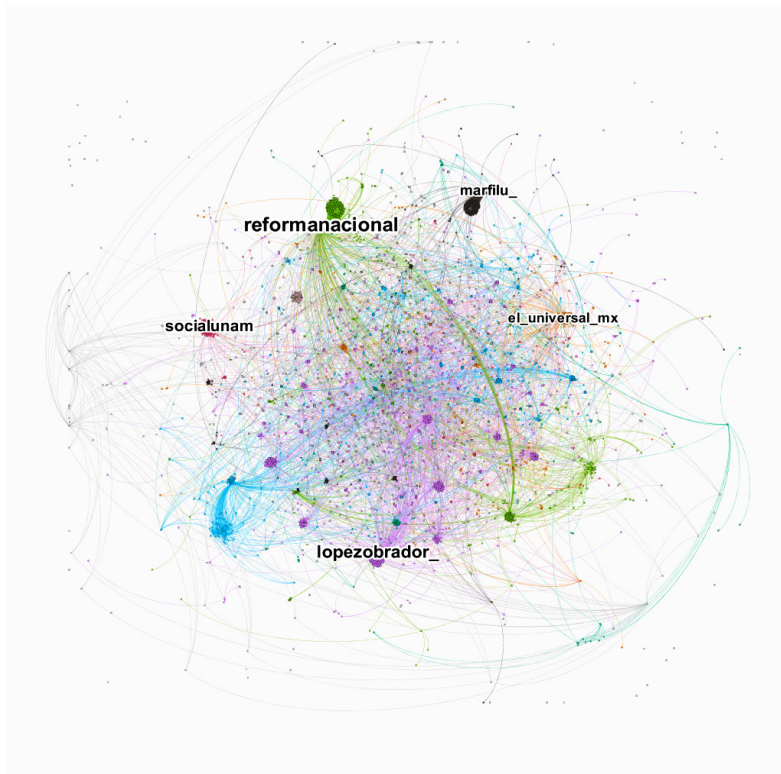 marfilu_
reformanacional
el_universal_mx
socialunam
lopezobrador_